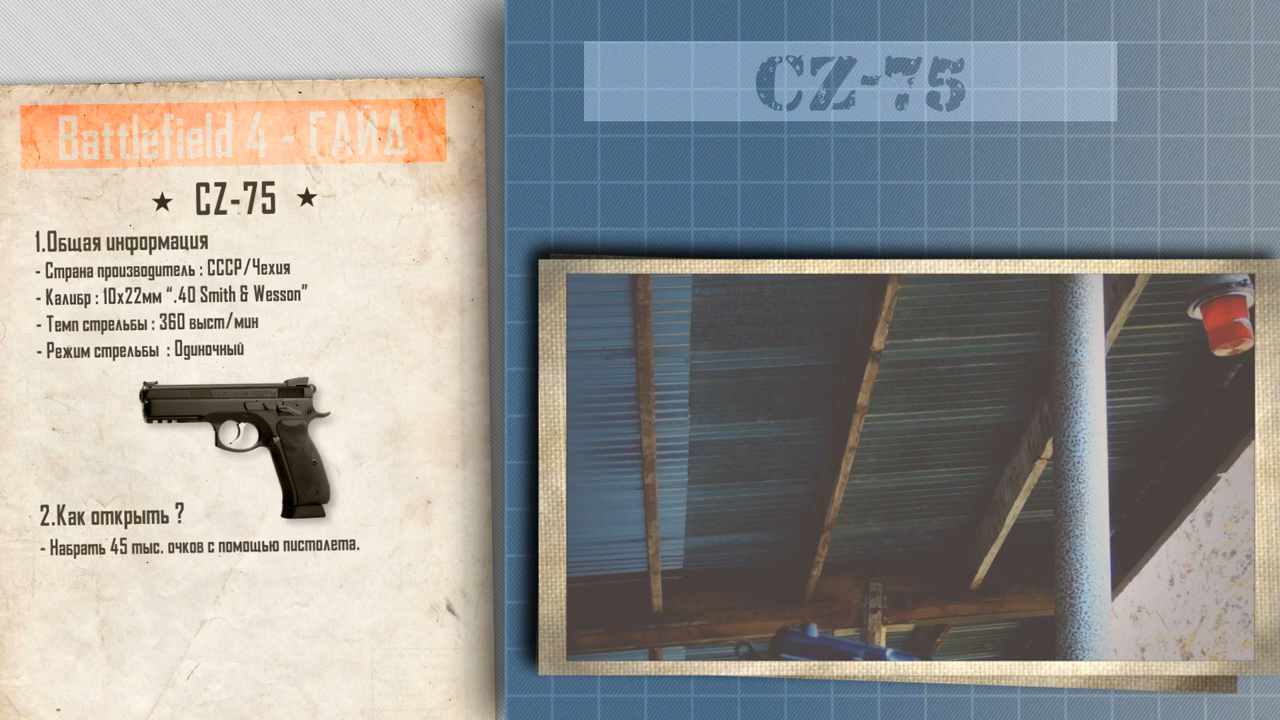 Battlefield 4 - ГАЙД
★ CZ-75 ★
1.Общая информация
- Страна производитель : СССР/Чехия
- Калибр : 10x22мм “.40 Smith & Wesson”
- Темп стрельбы : 360 выст/мин
- Режим стрельбы : Одиночный
2.Как открыть ?
- Набрать 45 тыс. очков с помощью пистолета.
CZ-75